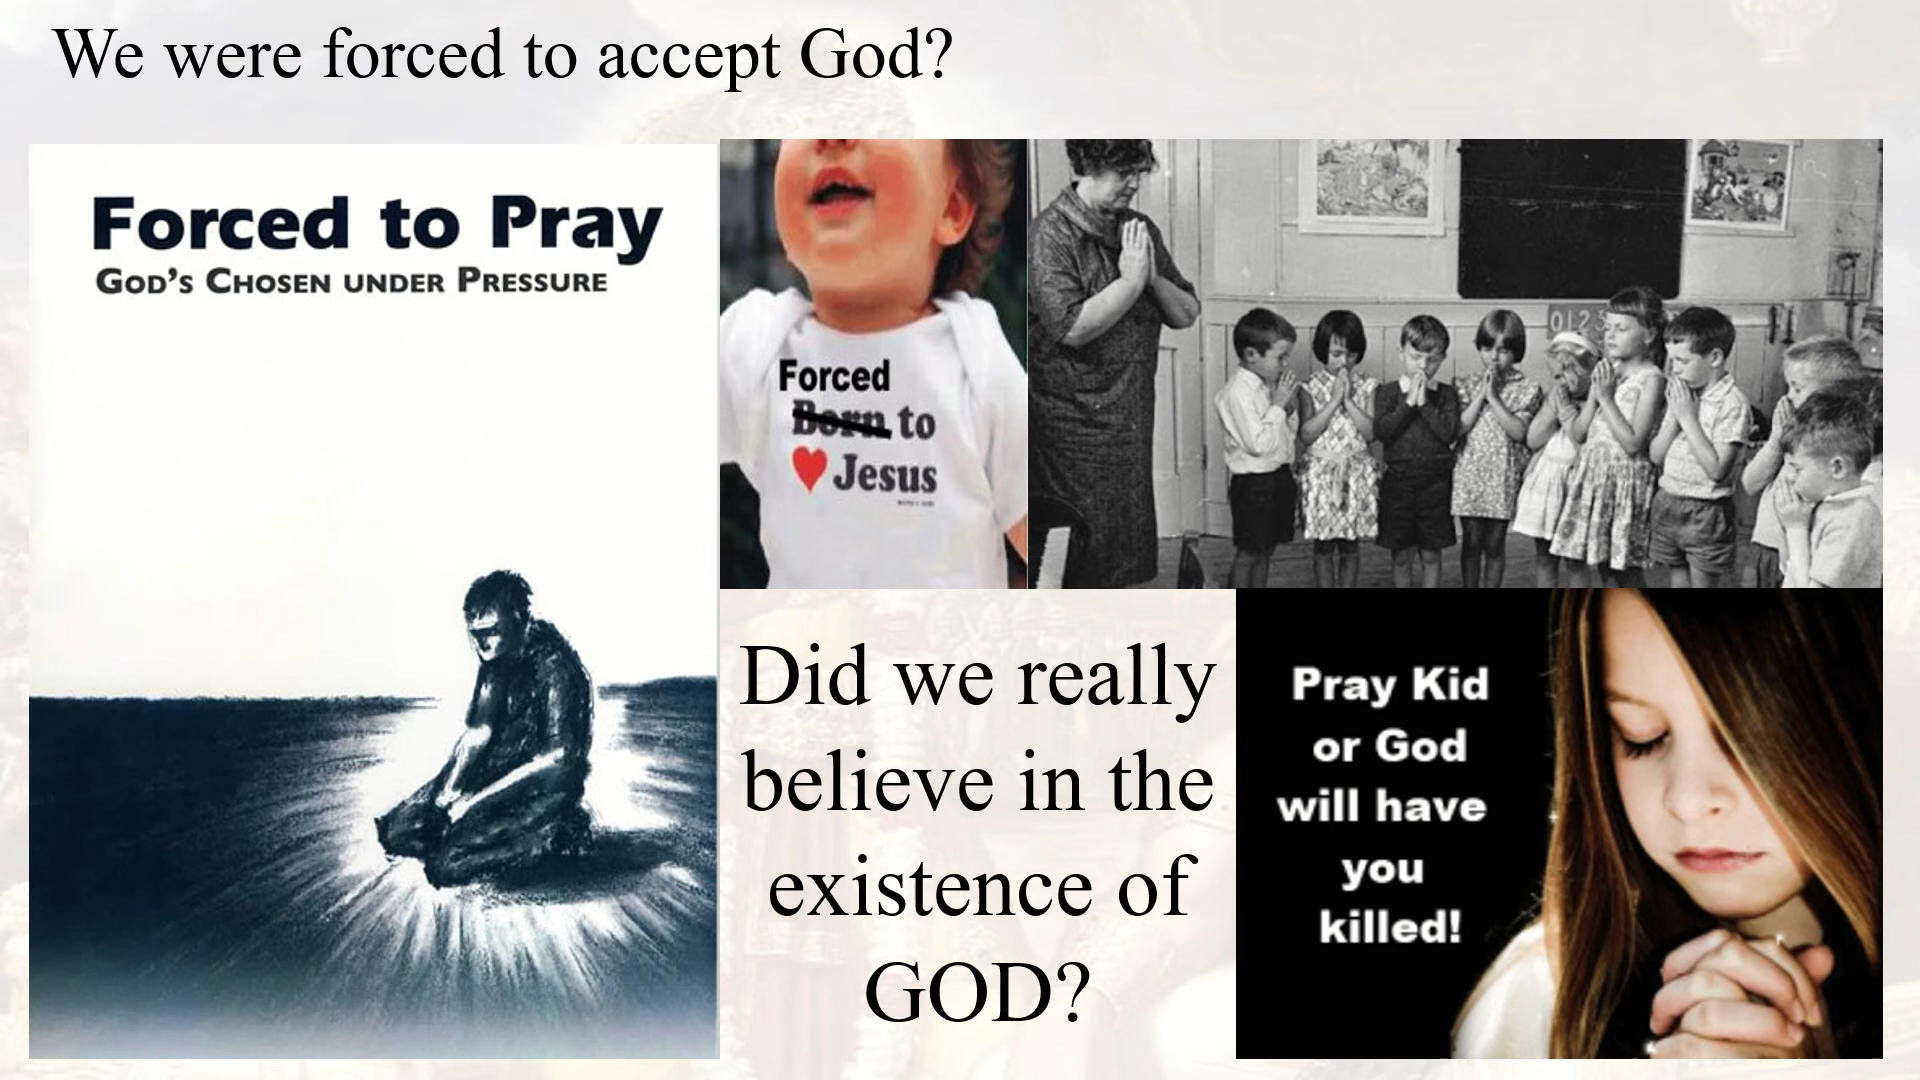 We were forced to accept God?
Forced to Pray
GOD'S CHOSEN UNDER PRESSURE
Forced
Born to
Jesus
Did we really
believe in the
existence of
GOD?
Pray Kid
or God
will have
you
killed!